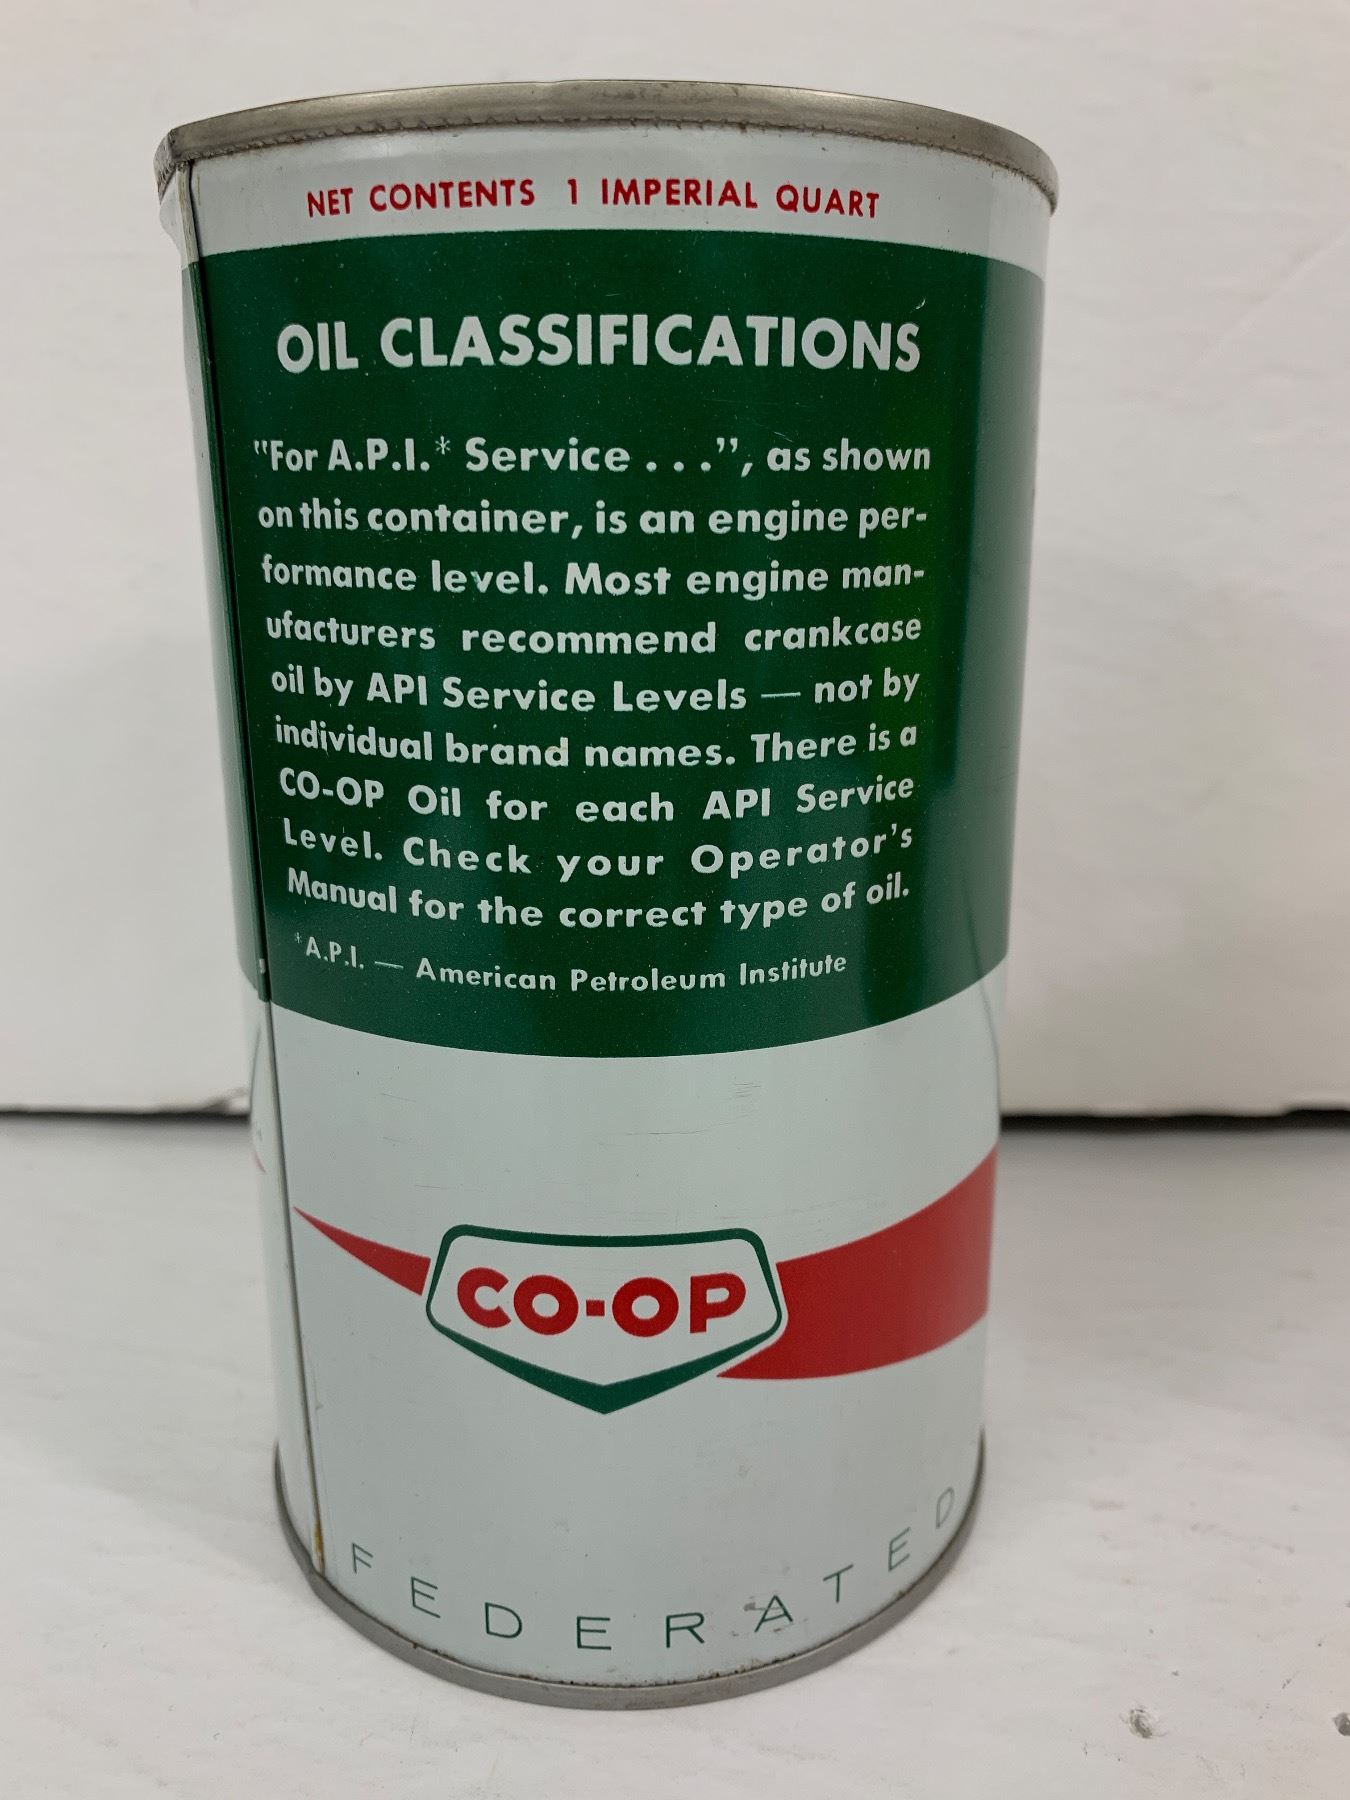 NET CONTENTS 1 IMPERIAL QUART
OIL CLASSIFICATIONS
"For A.P.I.* Service . . .", as shown
on this container, is an engine per-
formance level. Most engine man-
ufacturers recommend crankcase
oil by API Service Levels — not by
individual brand names. There is a
CO-OP Oil for each API Service
Level. Check your Operator's
Manual for the correct type of oil.
*A.P.I. — American Petroleum Institute
CO-OP
FEDERATED